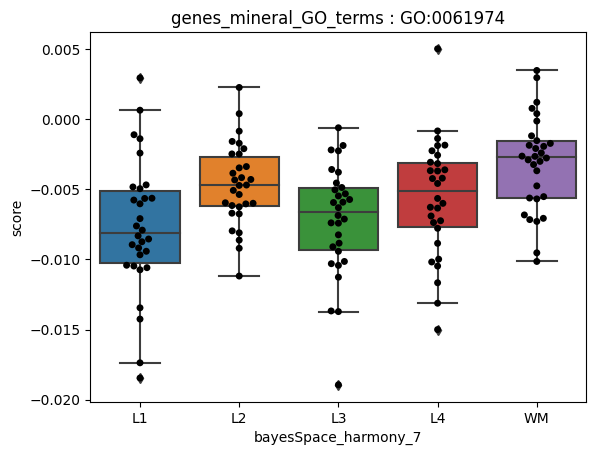 genes_mineral_GO_terms : GO:0061974
0.005
0.000
−0.005
−0.010
−0.015
−0.020
score
L1 L2 L3 L4 WM
bayesSpace_harmony_7